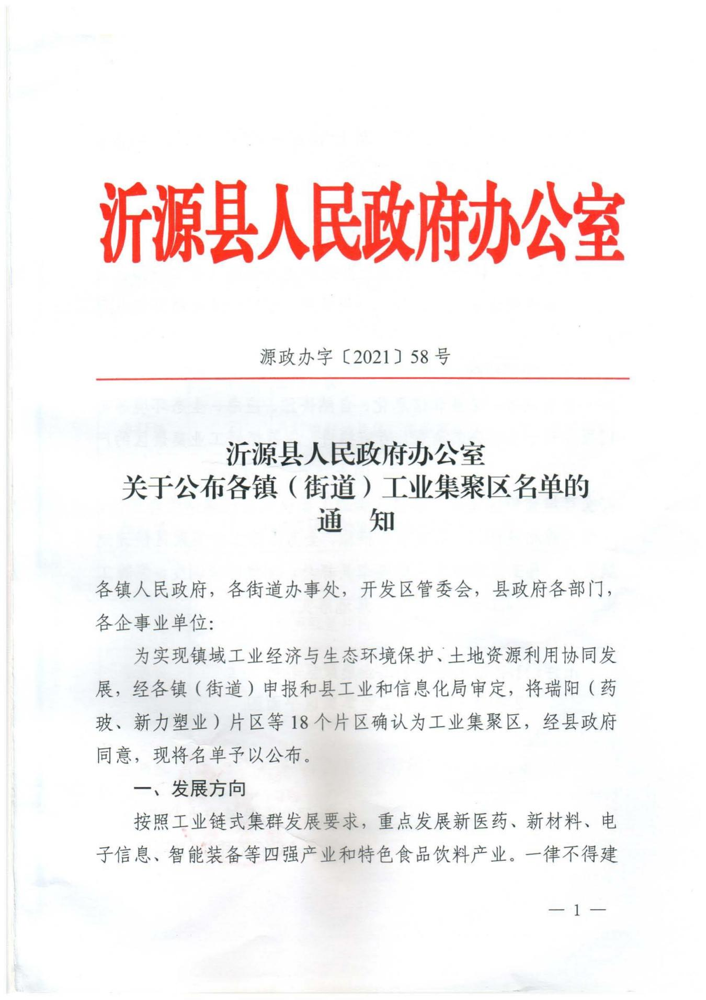 沂源县人民政府办公室
源政办字〔2021〕58号
沂源县人民政府办公室
关于公布各镇（街道）工业集聚区名单的
通 知
各镇人民政府，各街道办事处，开发区管委会，县政府各部门，
各企事业单位：
为实现镇域工业经济与生态环境保护、土地资源利用协同发
展，经各镇（街道）申报和县工业和信息化局审定，将瑞阳（药
玻、新力塑业）片区等18个片区确认为工业集聚区，经县政府
同意，现将名单予以公布。
一、发展方向
按照工业链式集群发展要求，重点发展新医药、新材料、电
子信息、智能装备等四强产业和特色食品饮料产业。一律不得建
— 1 —